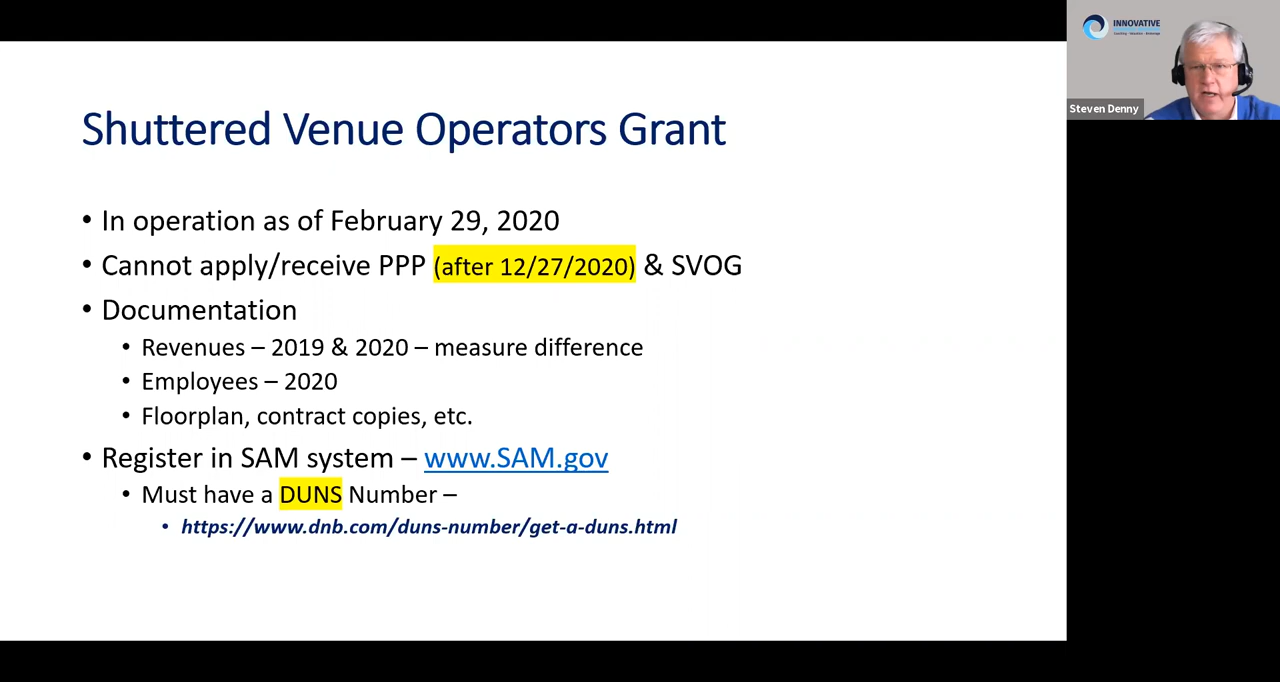 Shuttered Venue Operators Grant
• In operation as of February 29, 2020
• Cannot apply/receive PPP (after 12/27/2020) & SVOG
• Documentation
• Revenues – 2019 & 2020 – measure difference
• Employees – 2020
• Floorplan, contract copies, etc.
• Register in SAM system – www.SAM.gov
• Must have a DUNS Number –
• https://www.dnb.com/duns-number/get-a-duns.html
INNOVATIVE
Steven Denny